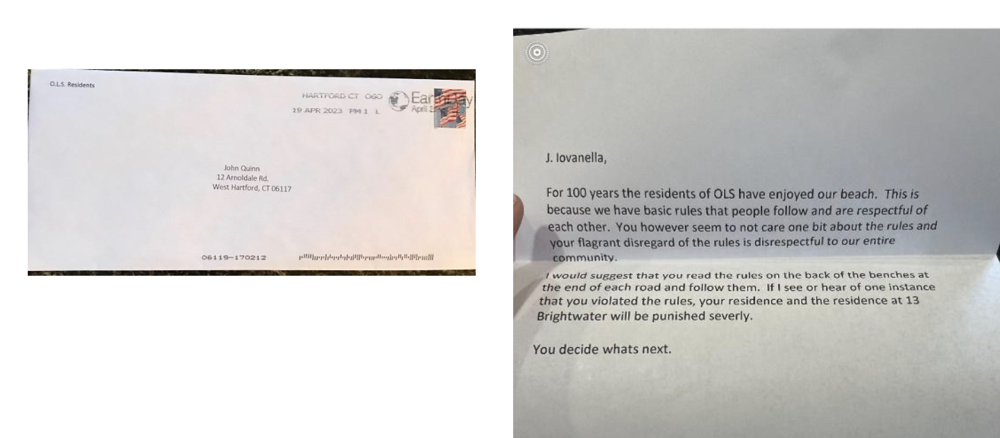 O.L.S. Residents
HARTFORD CT 060
19 APR 2023 PM 1 L
EarthDay
April
John Quinn
12 Arnoldale Rd.
West Hartford, CT 06117
06119-170212
J. Iovanella,
For 100 years the residents of OLS have enjoyed our beach. This is
because we have basic rules that people follow and are respectful of
each other. You however seem to not care one bit about the rules and
your flagrant disregard of the rules is disrespectful to our entire
community.
I would suggest that you read the rules on the back of the benches at
the end of each road and follow them. If I see or hear of one instance
that you violated the rules, your residence and the residence at 13
Brightwater will be punished severly.
You decide whats next.